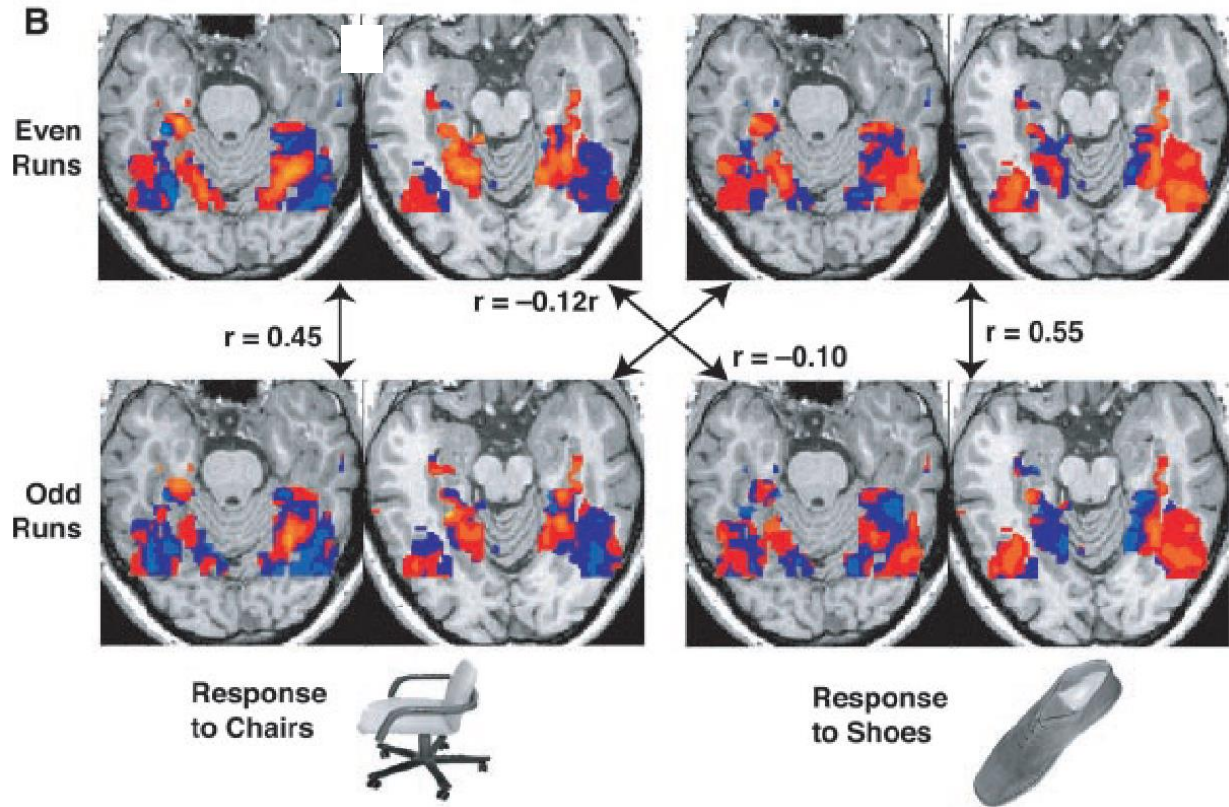 B
Even
Runs
r = –0.12r
r = 0.45
r = –0.10
r = 0.55
Odd
Runs
Response
to Chairs
Response
to Shoes